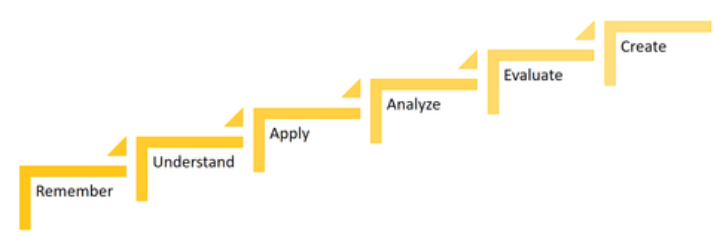 Remember
Understand
Apply
Analyze
Evaluate
Create